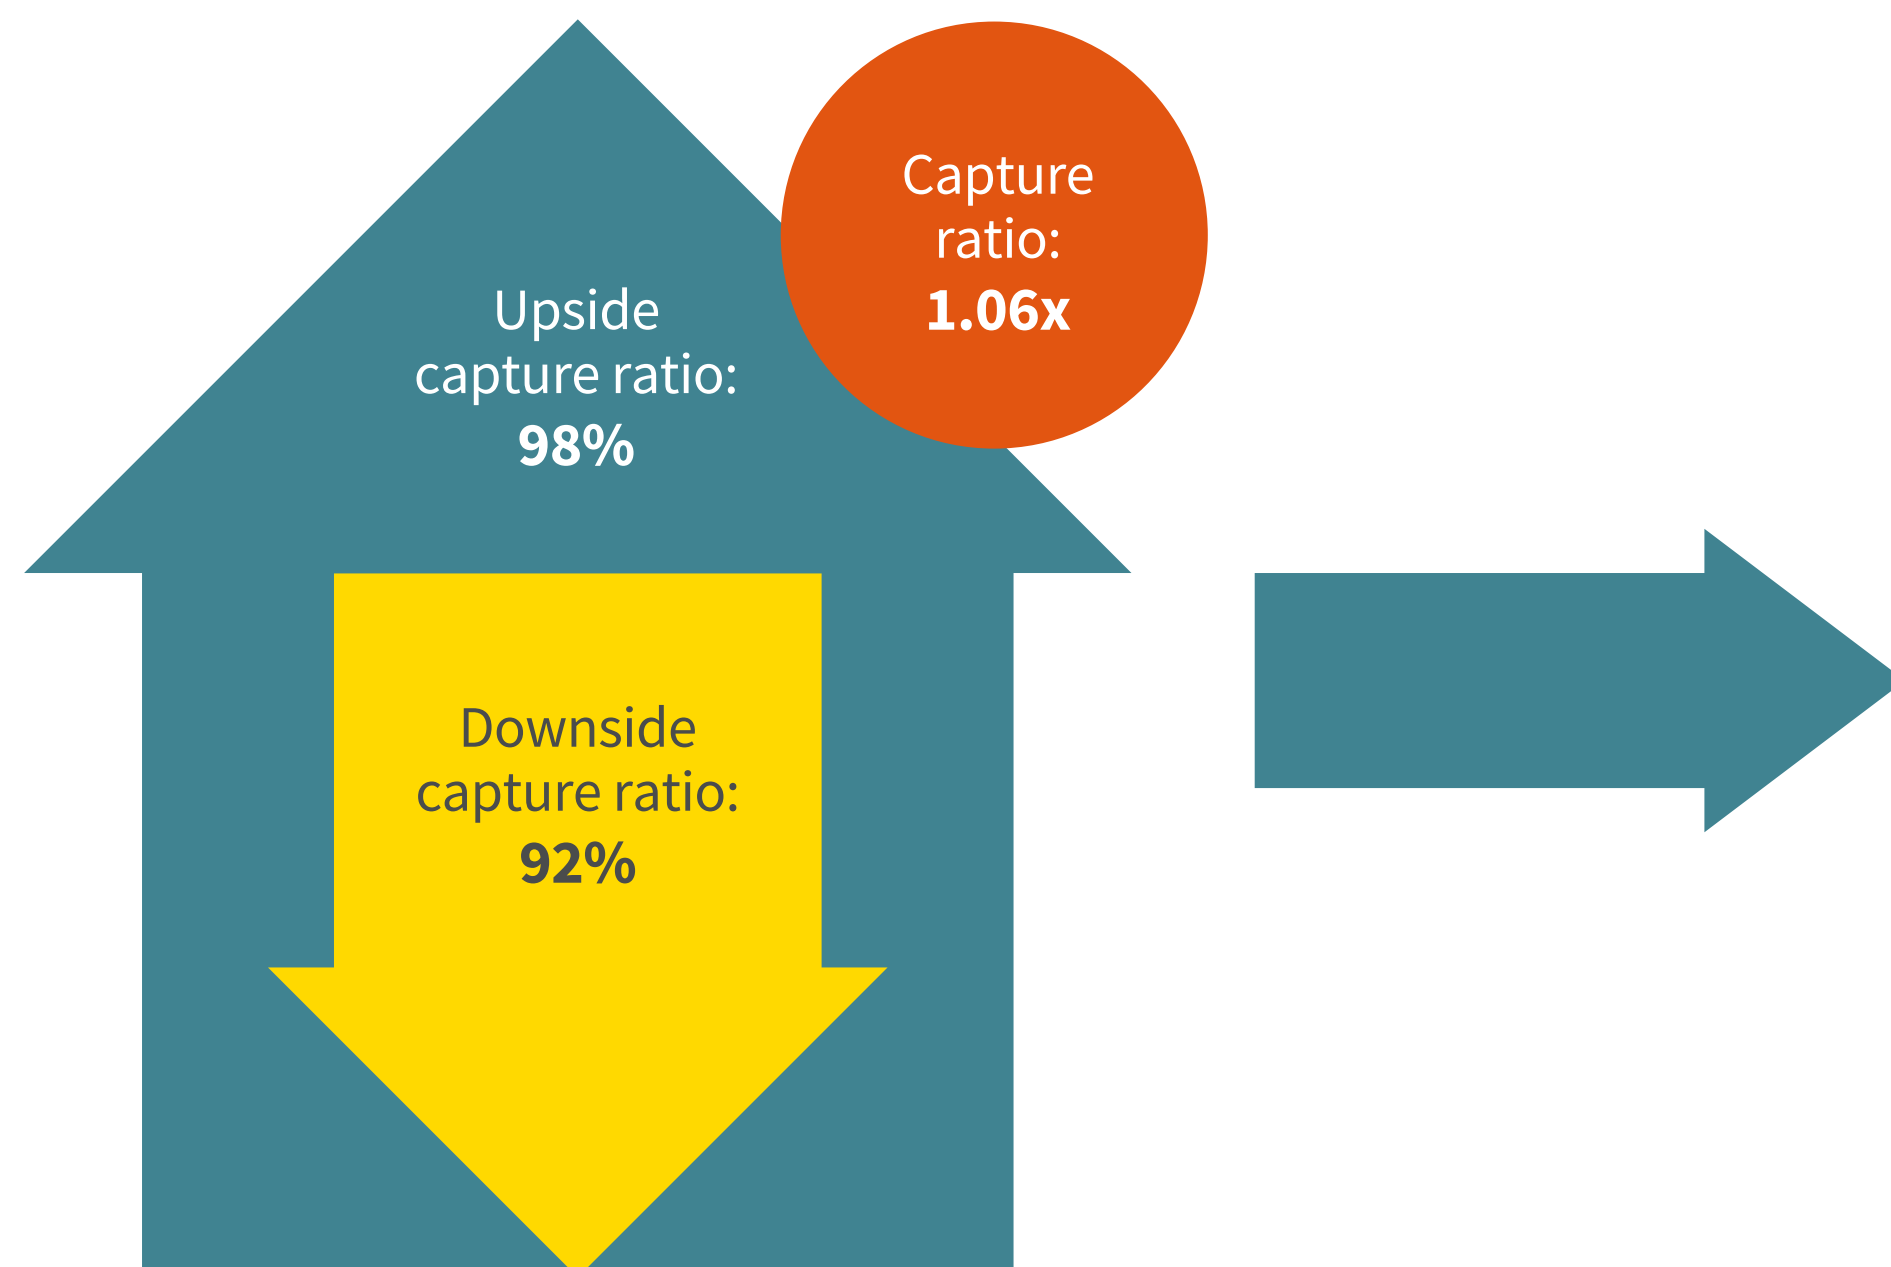 Capture
ratio:
1.06x
Upside
capture ratio:
98%
Downside
capture ratio:
92%